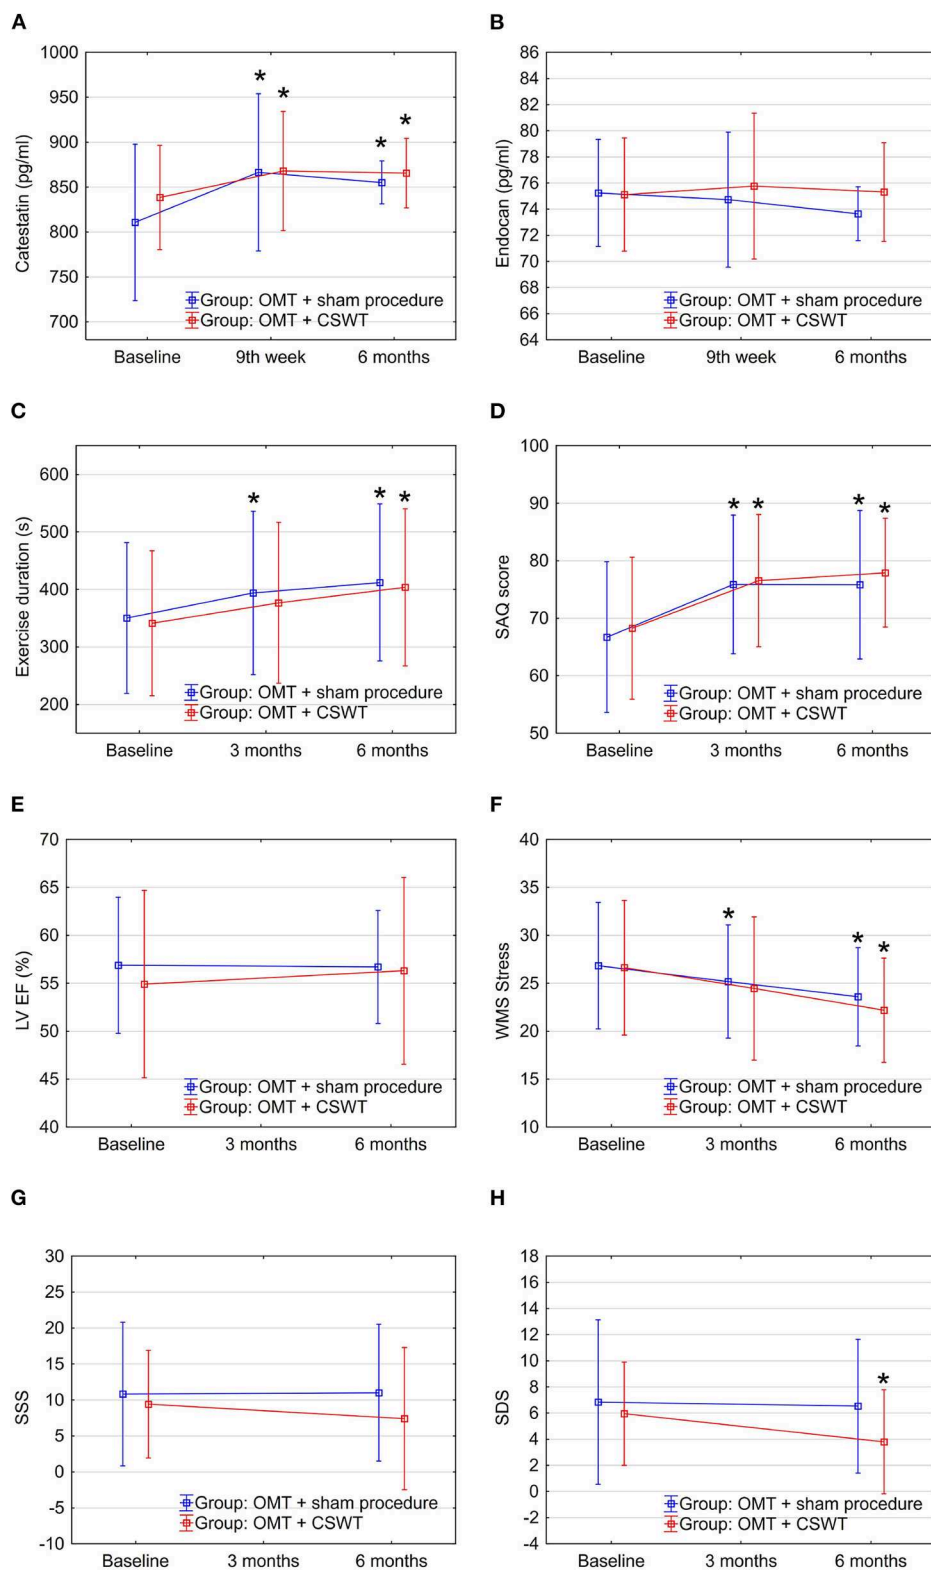 A
Catestatin (pg/ml)
1000
950
900
850
800
750
700
* * * *
Group: OMT + sham procedure
Group: OMT + CSWT
Baseline 9th week 6 months
B
Endocan (pg/ml)
86
84
82
80
78
76
74
72
70
68
66
64
Group: OMT + sham procedure
Group: OMT + CSWT
Baseline 9th week 6 months
C
Exercise duration (s)
600
500
400
300
200
* * *
Group: OMT + sham procedure
Group: OMT + CSWT
Baseline 3 months 6 months
D
SAQ score
100
90
80
70
60
50
* * * *
Group: OMT + sham procedure
Group: OMT + CSWT
Baseline 3 months 6 months
E
LV EF (%)
70
65
60
55
50
45
40
Group: OMT + sham procedure
Group: OMT + CSWT
Baseline 3 months 6 months
F
WMS Stress
40
35
30
25
20
15
10
* * *
Group: OMT + sham procedure
Group: OMT + CSWT
Baseline 3 months 6 months
G
SSS
30
25
20
15
10
5
0
-5
-10
Group: OMT + sham procedure
Group: OMT + CSWT
Baseline 3 months 6 months
H
SDS
18
16
14
12
10
8
6
4
2
0
-2
-4
*
Group: OMT + sham procedure
Group: OMT + CSWT
Baseline 3 months 6 months